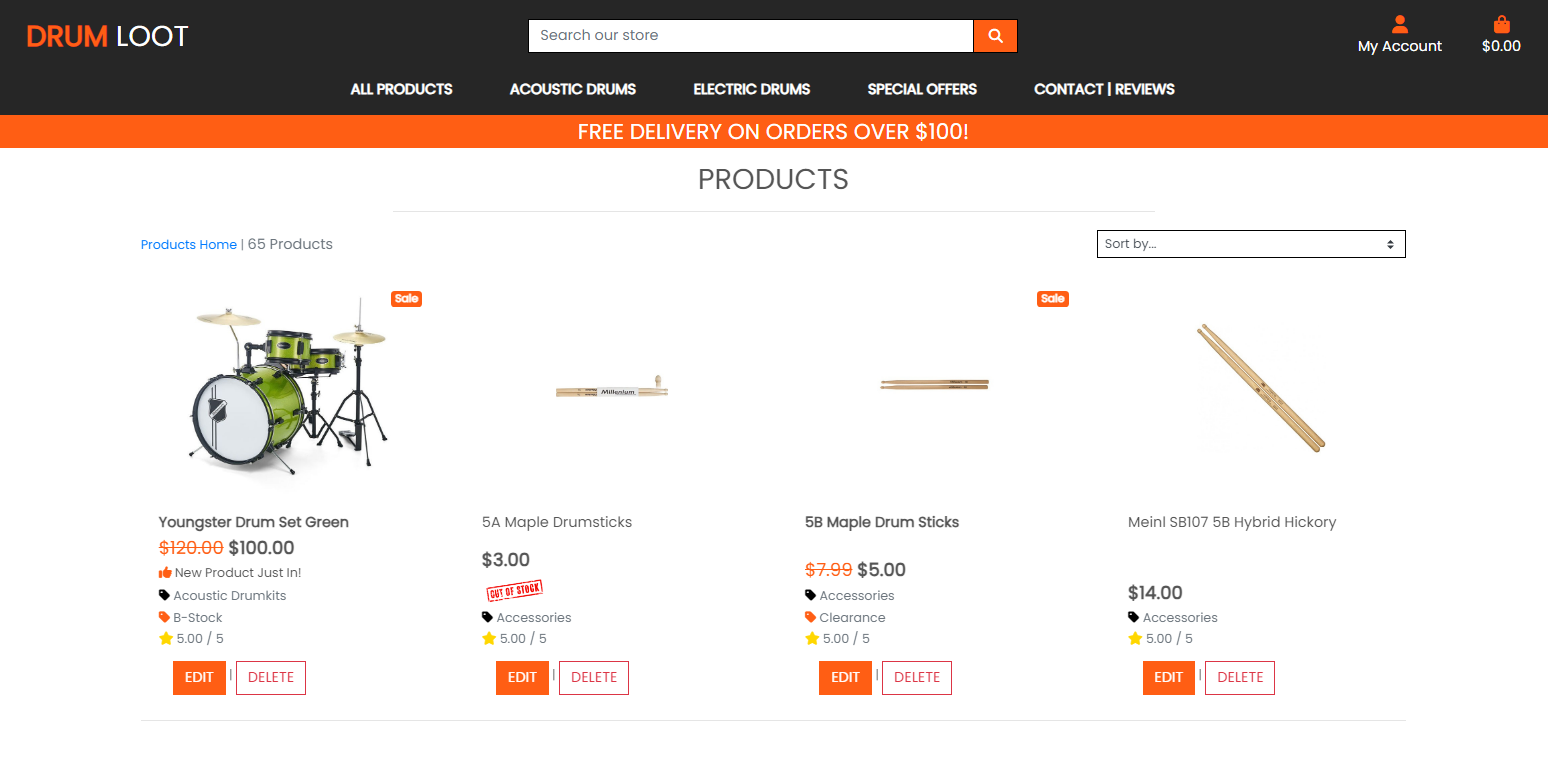 DRUM LOOT
Search our store
My Account
$0.00
ALL PRODUCTS
ACOUSTIC DRUMS
ELECTRIC DRUMS
SPECIAL OFFERS
CONTACT | REVIEWS
FREE DELIVERY ON ORDERS OVER $100!
PRODUCTS
Products Home | 65 Products
Sort by...
Sale
Youngster Drum Set Green
$120.00 $100.00
New Product Just In!
Acoustic Drumkits
B-Stock
5.00 / 5
EDIT | DELETE
Millenium
5A Maple Drumsticks
$3.00
OUT OF STOCK
Accessories
5.00 / 5
EDIT | DELETE
Sale
5B Maple Drum Sticks
$7.99 $5.00
Accessories
Clearance
5.00 / 5
EDIT | DELETE
Meinl SB107 5B Hybrid Hickory
$14.00
Accessories
5.00 / 5
EDIT | DELETE